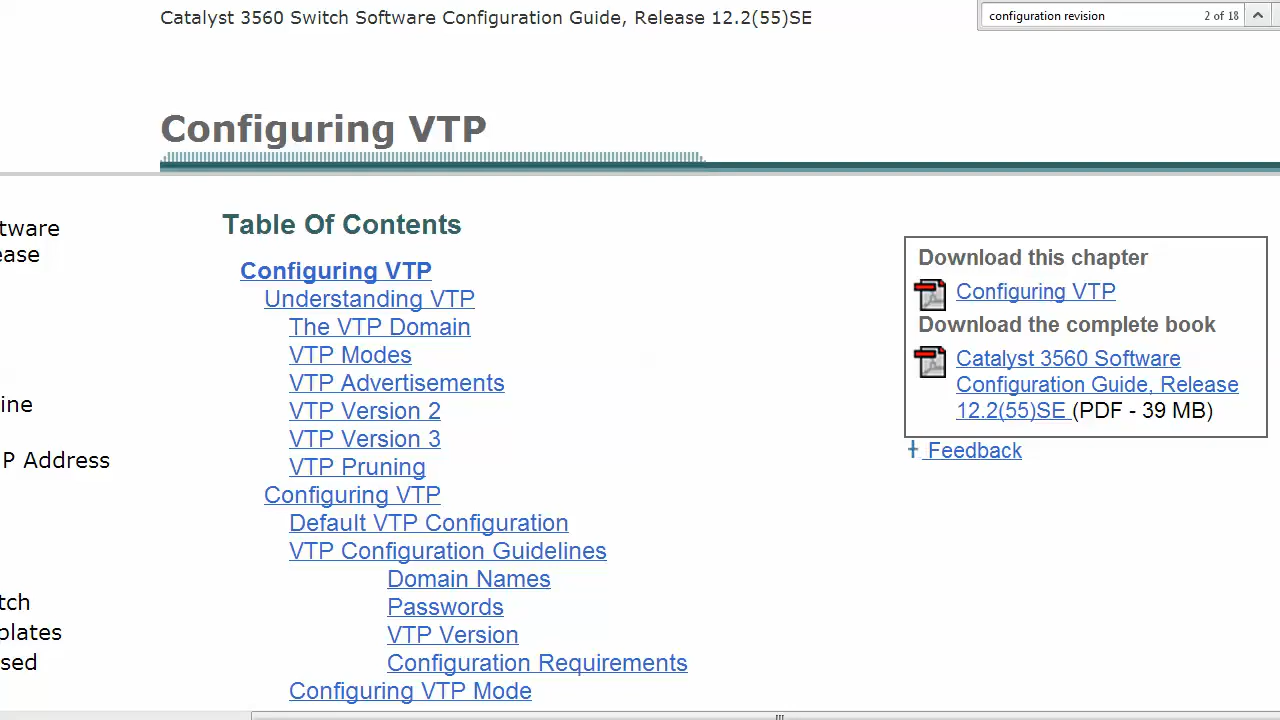 Catalyst 3560 Switch Software Configuration Guide, Release 12.2(55)SE
configuration revision
2 of 18
Configuring VTP
Table Of Contents
Configuring VTP
Understanding VTP
The VTP Domain
VTP Modes
VTP Advertisements
VTP Version 2
VTP Version 3
VTP Pruning
Configuring VTP
Default VTP Configuration
VTP Configuration Guidelines
Domain Names
Passwords
VTP Version
Configuration Requirements
Configuring VTP Mode
tware
ease
ine
P Address
tch
plates
sed
Download this chapter
Configuring VTP
Download the complete book
Catalyst 3560 Software
Configuration Guide, Release
12.2(55)SE (PDF - 39 MB)
Feedback